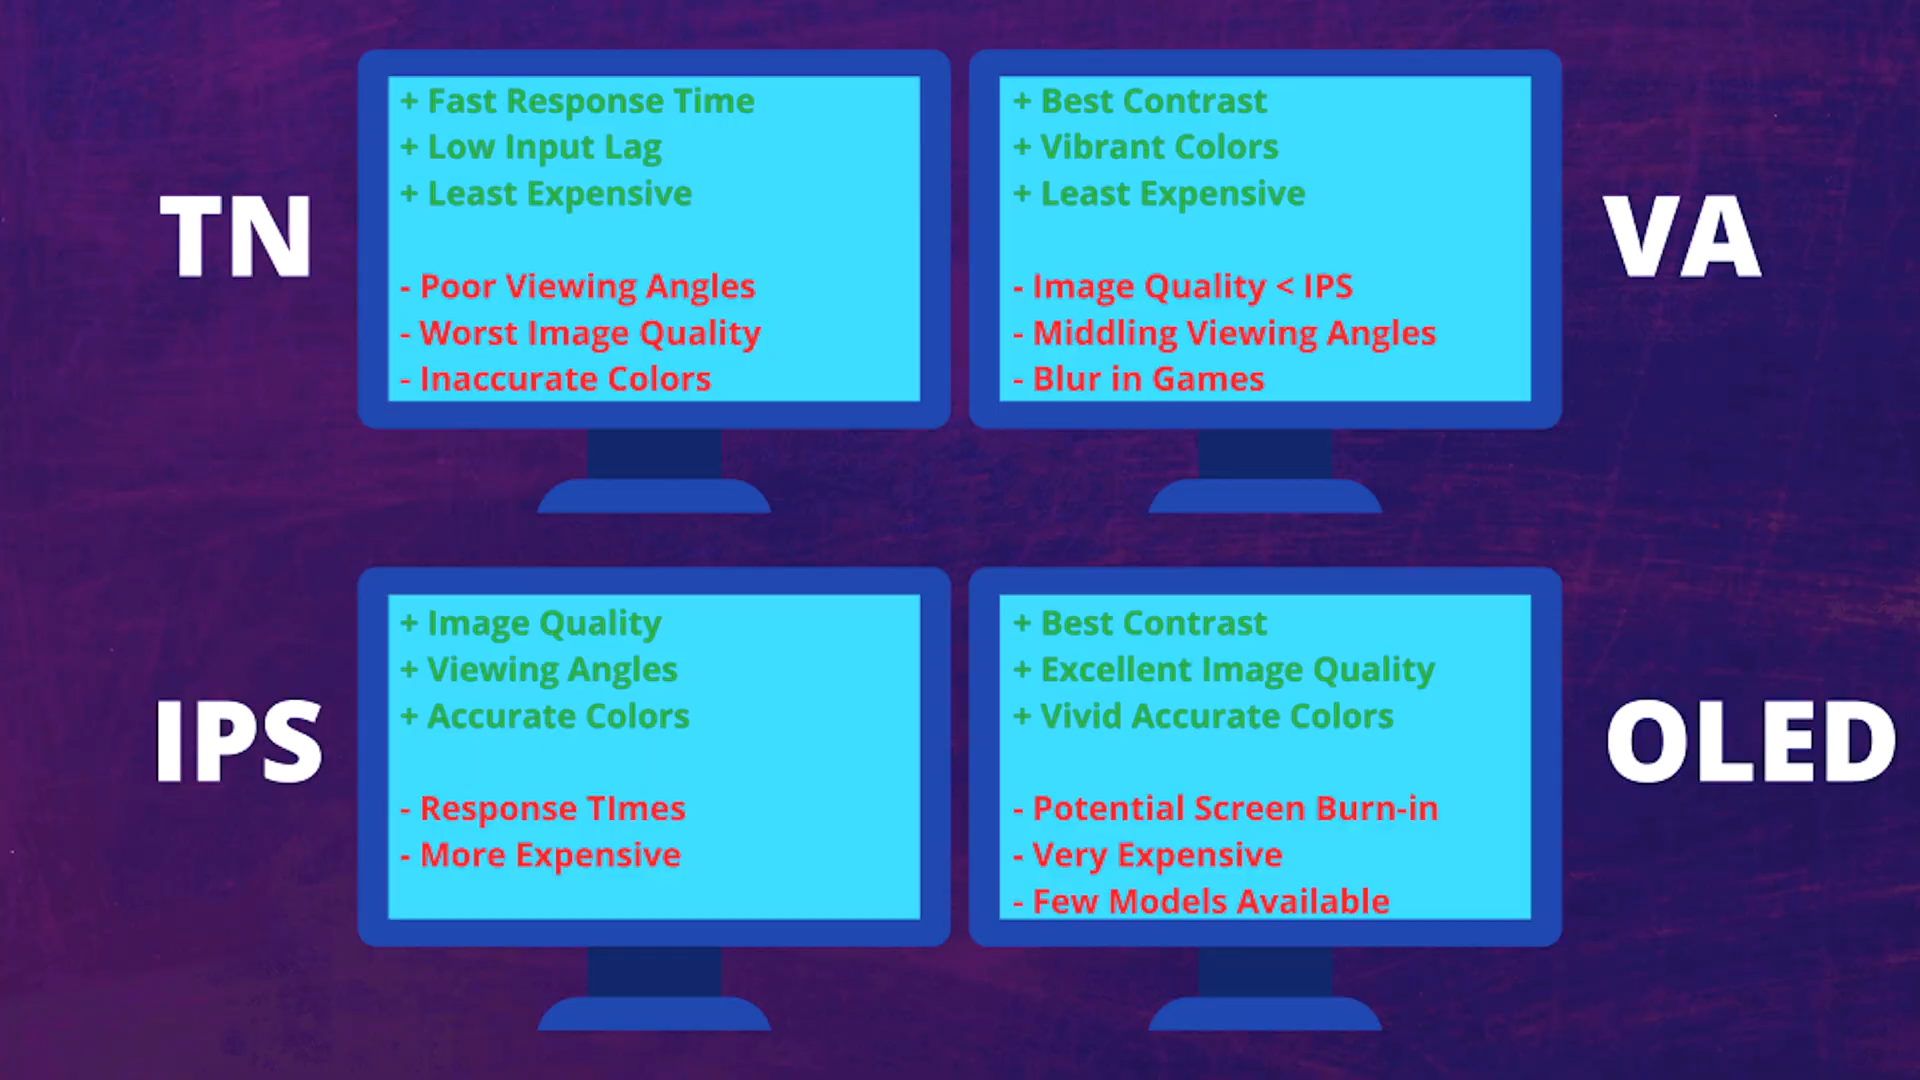 TN
+ Fast Response Time
+ Low Input Lag
+ Least Expensive
- Poor Viewing Angles
- Worst Image Quality
- Inaccurate Colors
VA
+ Best Contrast
+ Vibrant Colors
+ Least Expensive
- Image Quality < IPS
- Middling Viewing Angles
- Blur in Games
IPS
+ Image Quality
+ Viewing Angles
+ Accurate Colors
- Response TImes
- More Expensive
OLED
+ Best Contrast
+ Excellent Image Quality
+ Vivid Accurate Colors
- Potential Screen Burn-in
- Very Expensive
- Few Models Available